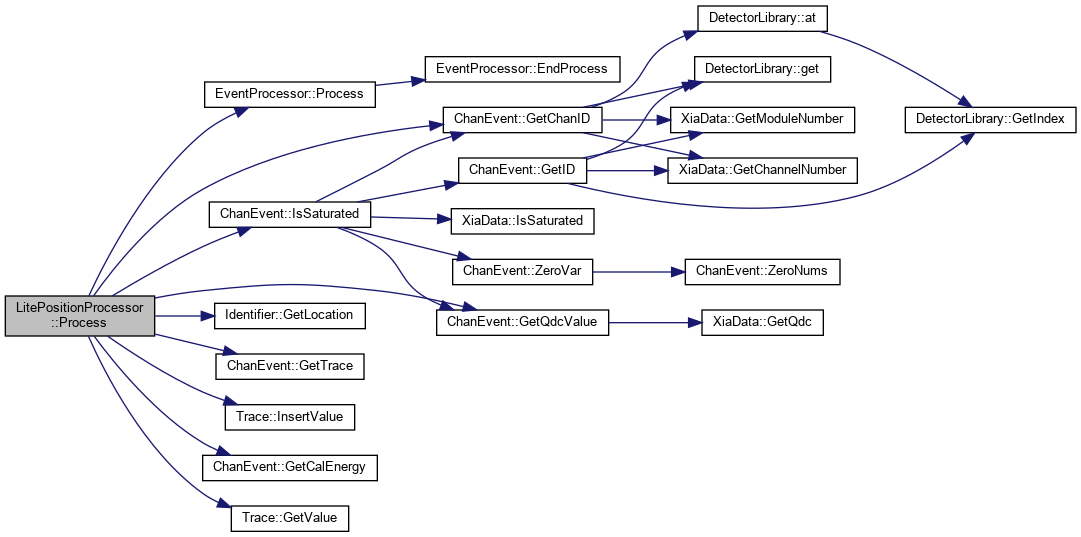 DetectorLibrary::at
EventProcessor::EndProcess
DetectorLibrary::get
EventProcessor::Process
ChanEvent::GetChanID
XiaData::GetModuleNumber
DetectorLibrary::GetIndex
ChanEvent::GetID
XiaData::GetChannelNumber
ChanEvent::IsSaturated
XiaData::IsSaturated
ChanEvent::ZeroVar
ChanEvent::ZeroNums
LitePositionProcessor
::Process
Identifier::GetLocation
ChanEvent::GetQdcValue
XiaData::GetQdc
ChanEvent::GetTrace
Trace::InsertValue
ChanEvent::GetCalEnergy
Trace::GetValue